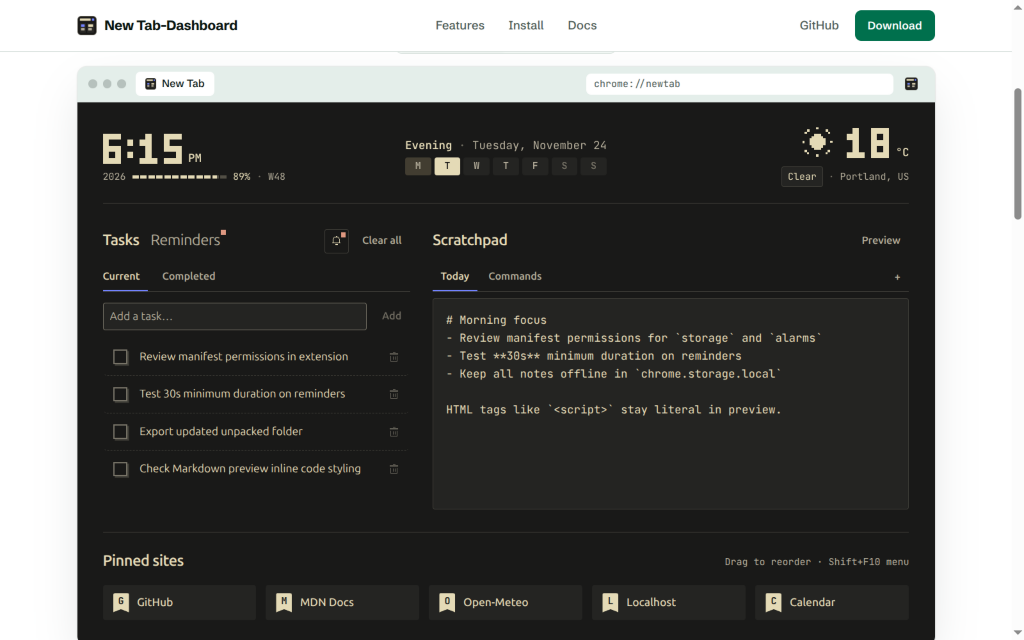 New Tab-Dashboard
Features Install Docs
GitHub Download
New Tab
chrome://newtab
6:15 PM
2026 89% · W48
Evening · Tuesday, November 24
M T W T F S S
18 °C
Clear · Portland, US
Tasks Reminders
Clear all
Current Completed
Add a task... Add
Review manifest permissions in extension
Test 30s minimum duration on reminders
Export updated unpacked folder
Check Markdown preview inline code styling
Scratchpad
Preview
Today Commands +
# Morning focus
- Review manifest permissions for `storage` and `alarms`
- Test **30s** minimum duration on reminders
- Keep all notes offline in `chrome.storage.local`
HTML tags like `<script>` stay literal in preview.
Pinned sites
Drag to reorder · Shift+F10 menu
G GitHub
M MDN Docs
O Open-Meteo
L Localhost
C Calendar